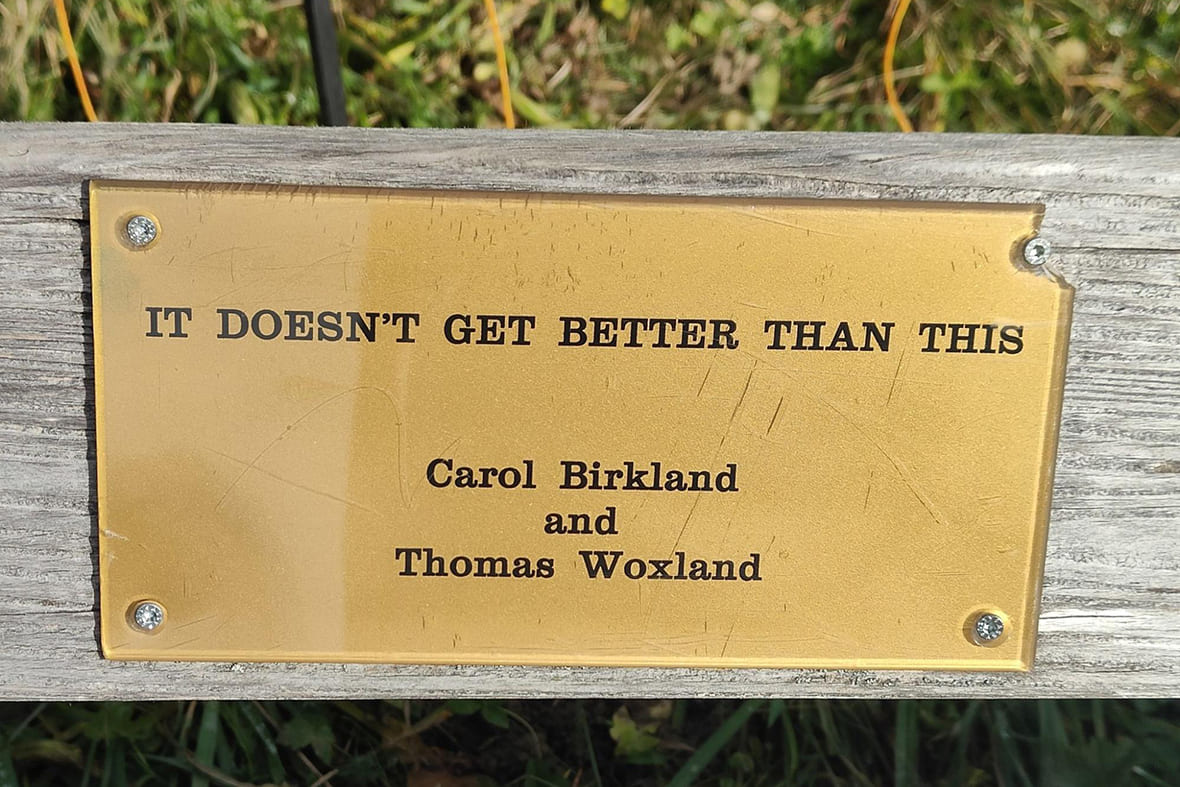 IT DOESN'T GET BETTER THAN THIS
Carol Birkland
and
Thomas Woxland